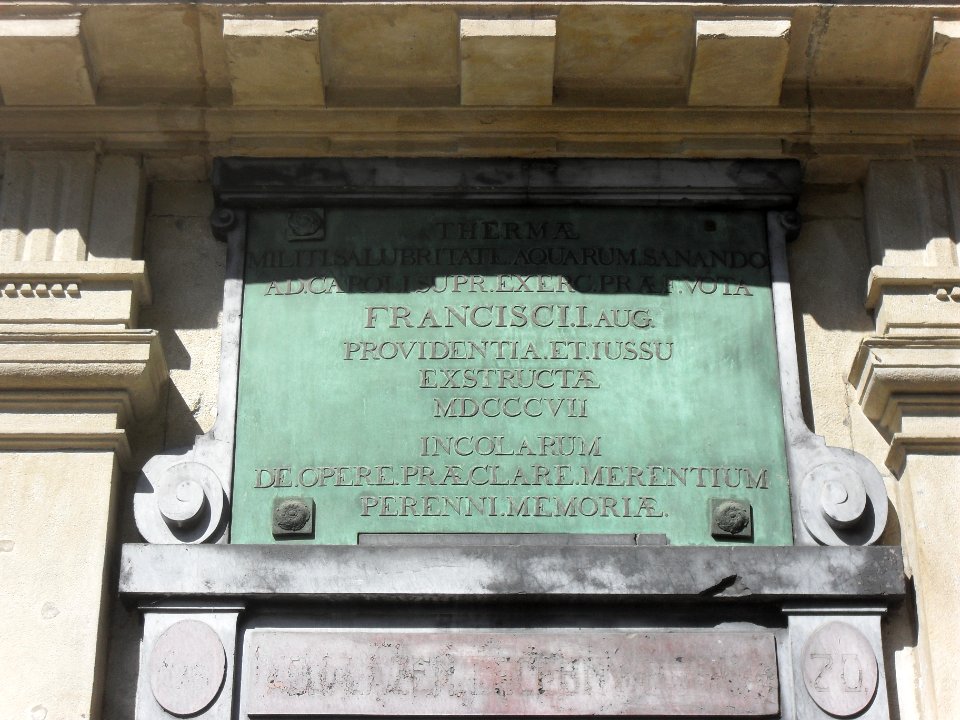 THERMÆ
MILITI.SALUBRITATE.AQUARUM.SANANDO
AD.CAROLI.SUPR.EXERC.PRÆF.VOTA
FRANCISCI.I.AUG
PROVIDENTIA.ET.IUSSU
EXSTRUCTÆ
MDCCCVII
INCOLARUM
DE.OPERE.PRÆCLARE.MERENTIUM
PERENNI.MEMORIÆ.